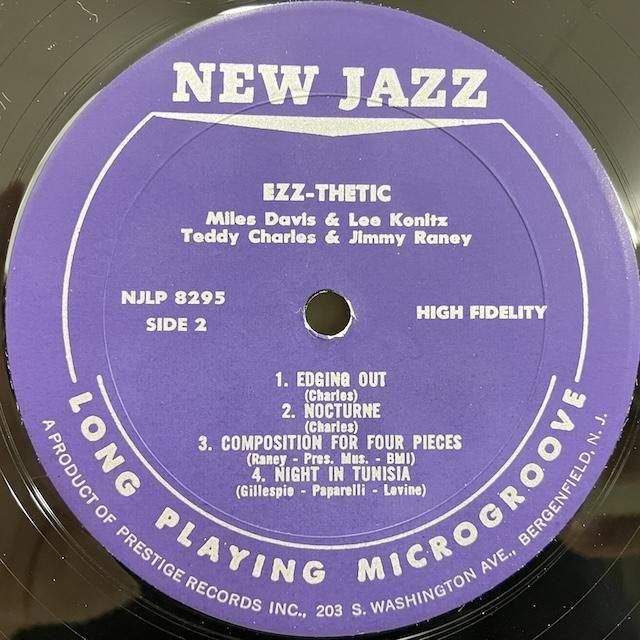 NEW JAZZ
EZZ-THETIC
Miles Davis & Lee Konitz
Teddy Charles & Jimmy Raney
NJLP 8295
SIDE 2
HIGH FIDELITY
1. EDGING OUT
(Charles)
2. NOCTURNE
(Charles)
3. COMPOSITION FOR FOUR PIECES
(Raney - Pres. Mus. - BMI)
4. NIGHT IN TUNISIA
(Gillespie - Paparelli - Levine)
LONG PLAYING MICROGROOVE
A PRODUCT OF PRESTIGE RECORDS INC., 203 S. WASHINGTON AVE., BERGENFIELD, N. J.